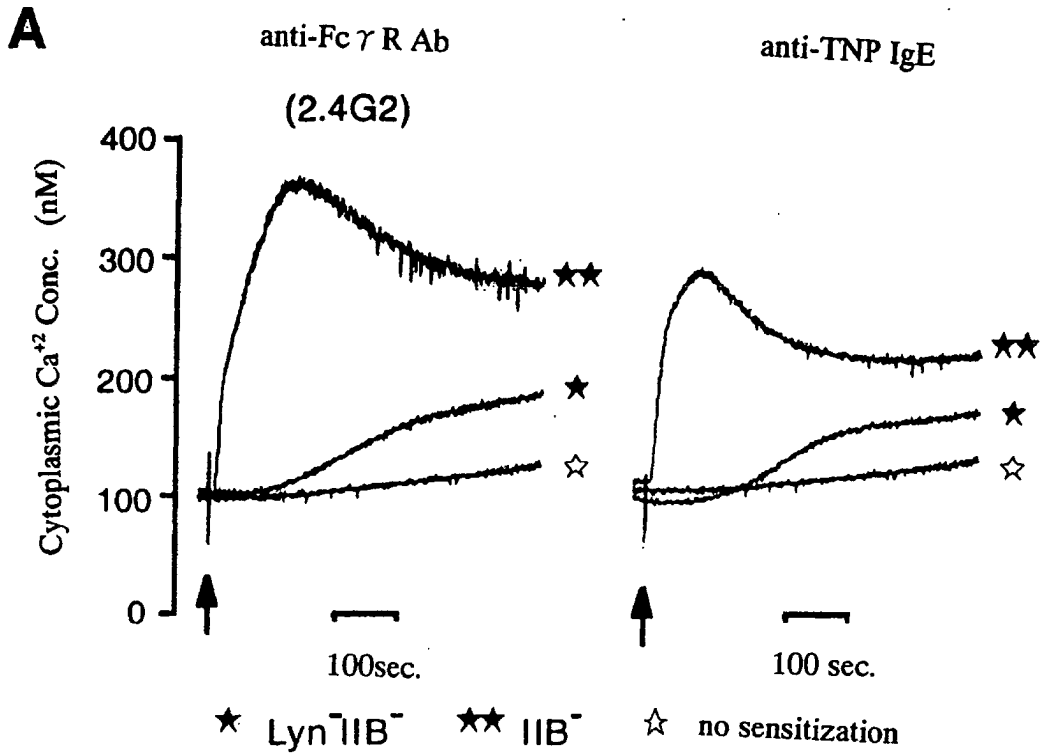 A
anti-Fc γ R Ab
(2.4G2)
anti-TNP IgE
Cytoplasmic Ca⁺² Conc. (nM)
400
300
200
100
0
★★
★
☆
★★
★
☆
100sec.
100 sec.
★ Lyn⁻IIB⁻ ★★ IIB⁻ ☆ no sensitization